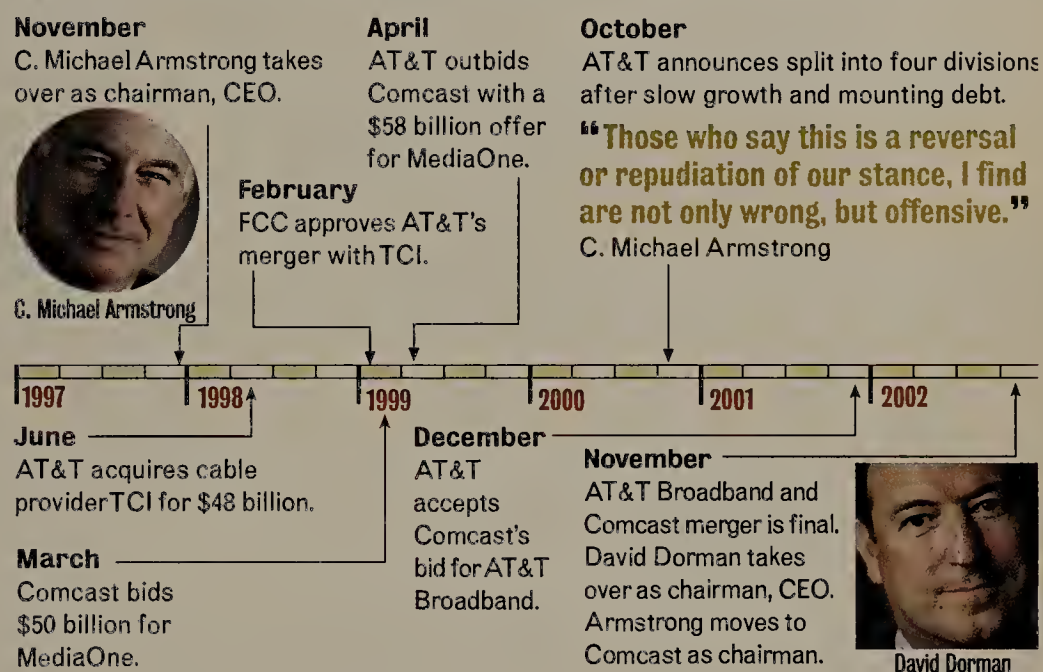 November
C. Michael Armstrong takes
over as chairman, CEO.
C. Michael Armstrong
February
FCC approves AT&T's
merger with TCI.
April
AT&T outbids
Comcast with a
$58 billion offer
for MediaOne.
October
AT&T announces split into four divisions
after slow growth and mounting debt.
“Those who say this is a reversal
or repudiation of our stance, I find
are not only wrong, but offensive.”
C. Michael Armstrong
1997
1998
1999
2000
2001
2002
June
AT&T acquires cable
provider TCI for $48 billion.
March
Comcast bids
$50 billion for
MediaOne.
December
AT&T
accepts
Comcast's
bid for AT&T
Broadband.
November
AT&T Broadband and
Comcast merger is final.
David Dorman takes
over as chairman, CEO.
Armstrong moves to
Comcast as chairman.
David Dorman